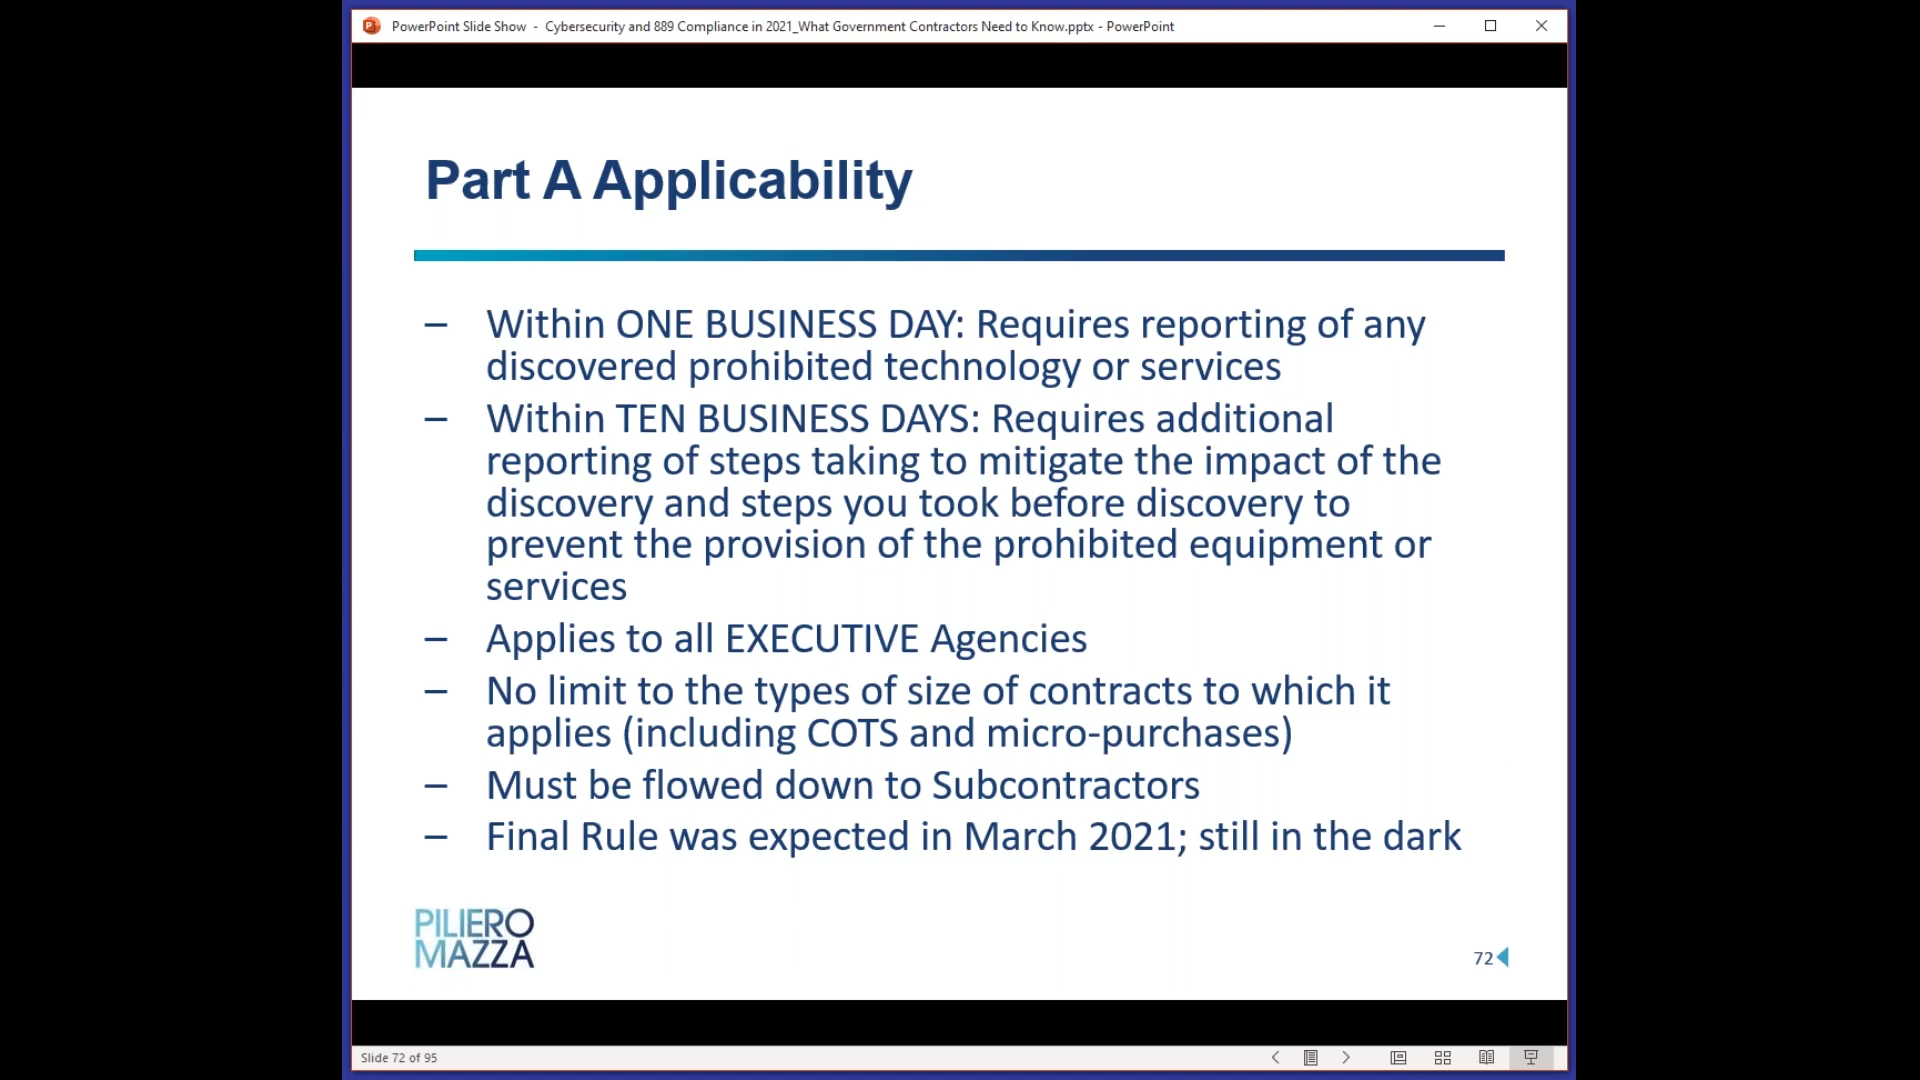 PowerPoint Slide Show - Cybersecurity and 889 Compliance in 2021_What Government Contractors Need to Know.pptx - PowerPoint
Part A Applicability
– Within ONE BUSINESS DAY: Requires reporting of any
discovered prohibited technology or services
– Within TEN BUSINESS DAYS: Requires additional
reporting of steps taking to mitigate the impact of the
discovery and steps you took before discovery to
prevent the provision of the prohibited equipment or
services
– Applies to all EXECUTIVE Agencies
– No limit to the types of size of contracts to which it
applies (including COTS and micro-purchases)
– Must be flowed down to Subcontractors
– Final Rule was expected in March 2021; still in the dark
PILIERO
MAZZA
72
Slide 72 of 95